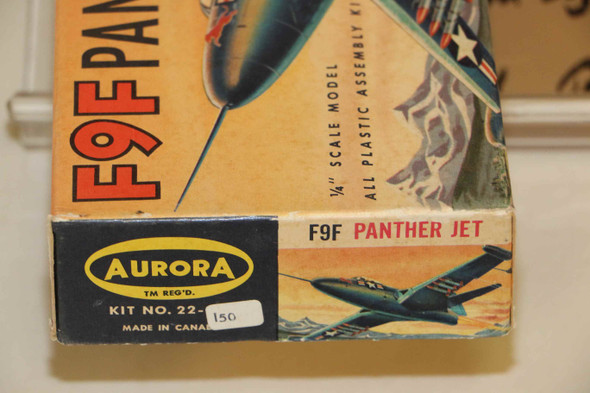 F9F PAN
¼" SCALE MODEL
ALL PLASTIC ASSEMBLY KI
AURORA
TM REG'D.
KIT NO. 22-
150
MADE IN CANA
F9F PANTHER JET